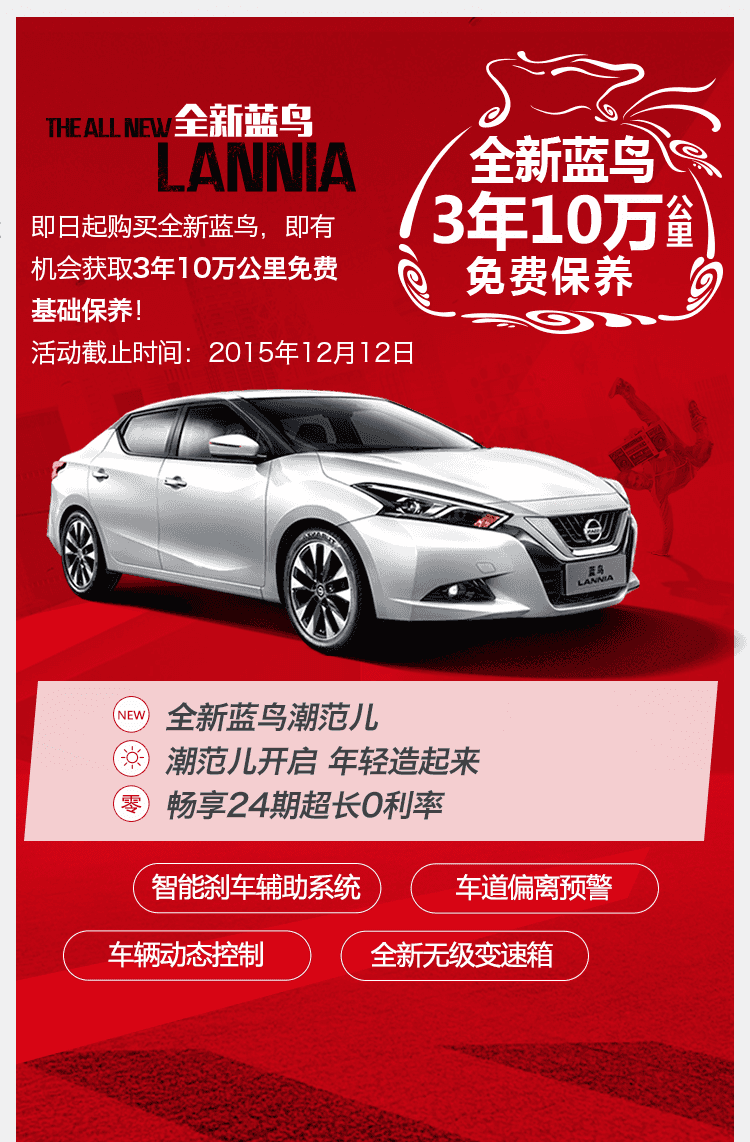 THE ALL NEW 全新蓝鸟
LANNIA
全新蓝鸟
3年10万公里
免费保养
即日起购买全新蓝鸟，即有
机会获取3年10万公里免费
基础保养！
活动截止时间：2015年12月12日
蓝鸟
LANNIA
NEW 全新蓝鸟潮范儿
潮范儿开启 年轻造起来
零 畅享24期超长0利率
智能刹车辅助系统
车道偏离预警
车辆动态控制
全新无级变速箱